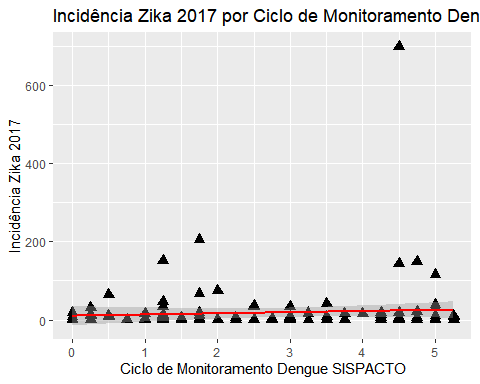 Incidência Zika 2017 por Ciclo de Monitoramento Den
600
400
200
0
Incidência Zika 2017
0 1 2 3 4 5
Ciclo de Monitoramento Dengue SISPACTO